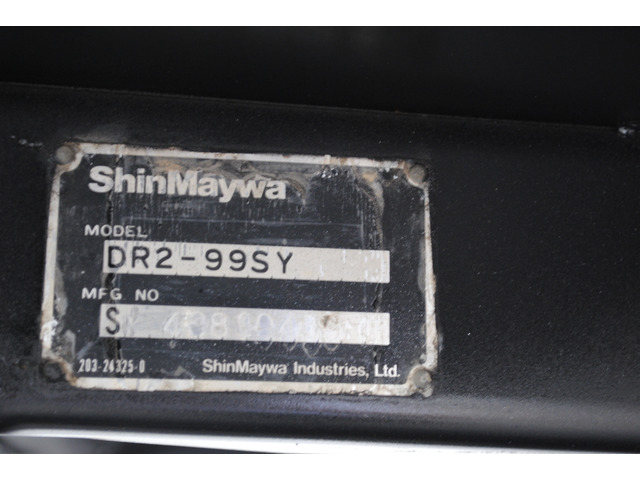 ShinMaywa
MODEL
DR2-99SY
MFG NO
S
203-24325-0
ShinMaywa Industries, Ltd.